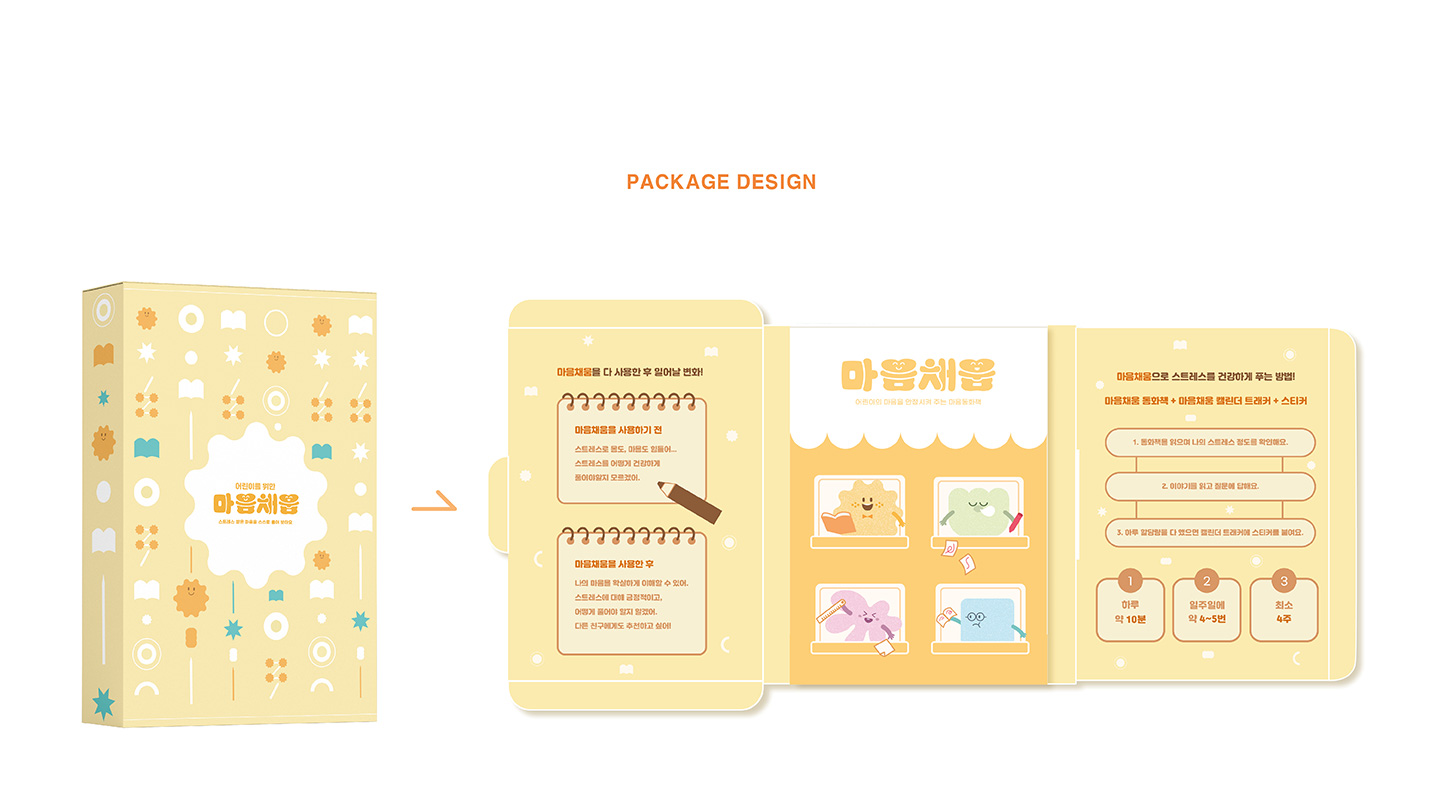 PACKAGE DESIGN
어린이를 위한
마음채움
스트레스 받은 마음을 스스로 풀어 보아요
마음채움을 다 사용한 후 일어날 변화!
마음채움을 사용하기 전
스트레스로 몸도, 마음도 힘들어...
스트레스를 어떻게 건강하게
풀어야할지 모르겠어.
마음채움을 사용한 후
나의 마음을 확실하게 이해할 수 있어.
스트레스에 대해 긍정적이고,
어떻게 풀어야 할지 알겠어.
다른 친구에게도 추천하고 싶어!
마음채움
어린이의 마음을 안정시켜 주는 마음동화책
마음채움으로 스트레스를 건강하게 푸는 방법!
마음채움 동화책 + 마음채움 캘린더 트래커 + 스티커
1. 동화책을 읽으며 나의 스트레스 정도를 확인해요.
2. 이야기를 읽고 질문에 답해요.
3. 하루 할당량을 다 했으면 캘린더 트래커에 스티커를 붙여요.
1
하루
약 10분
2
일주일에
약 4~5번
3
최소
4주